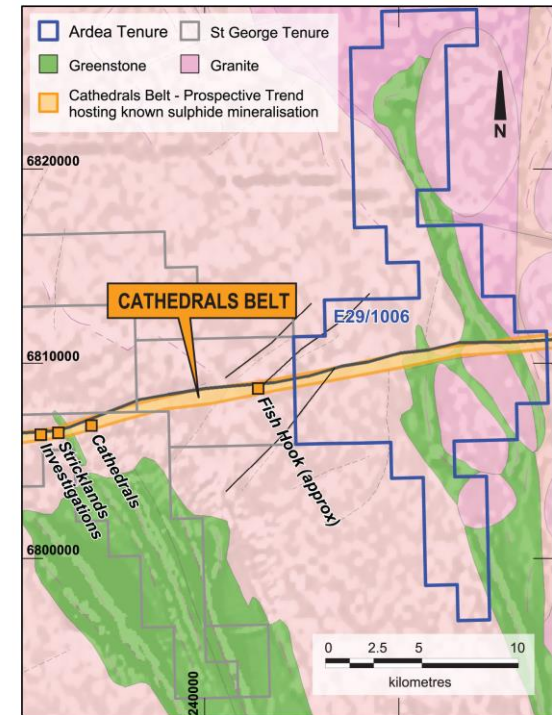 Ardea Tenure
St George Tenure
Greenstone
Granite
Cathedrals Belt - Prospective Trend
hosting known sulphide mineralisation
N
6820000
CATHEDRALS BELT
E29/1006
6810000
Fish Hook (approx)
Cathedrals
Stricklands
Investigations
6800000
240000
0 2.5 5 10
kilometres